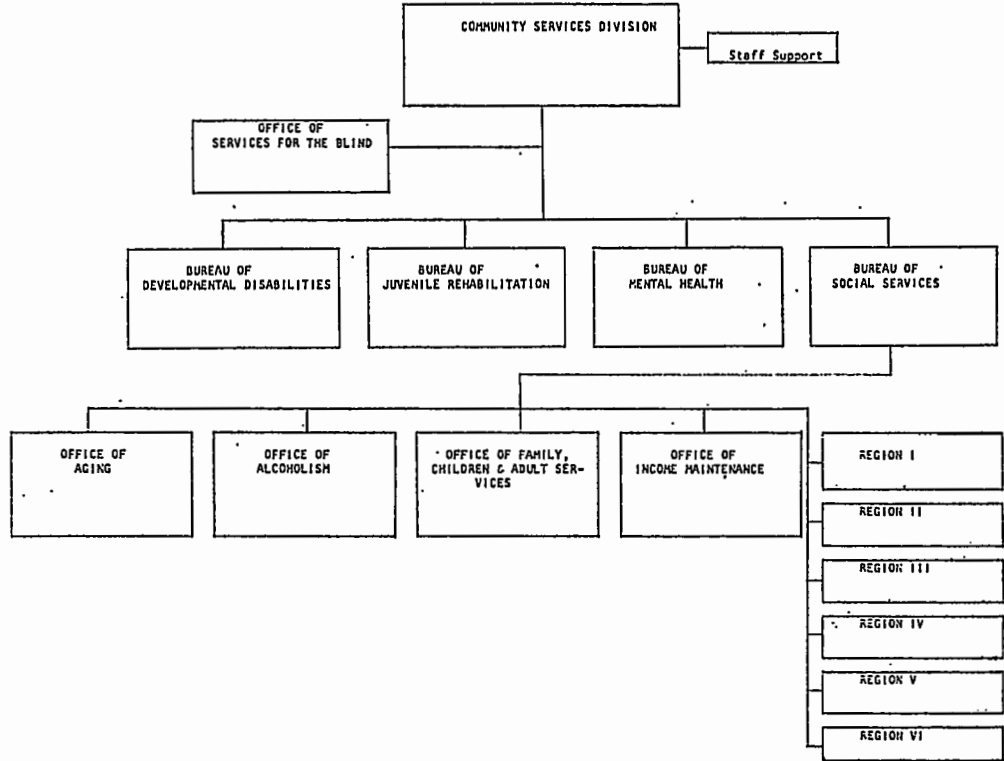 COMMUNITY SERVICES DIVISION
Staff Support
OFFICE OF
SERVICES FOR THE BLIND
BUREAU OF
DEVELOPMENTAL DISABILITIES
BUREAU OF
JUVENILE REHABILITATION
BUREAU OF
MENTAL HEALTH
BUREAU OF
SOCIAL SERVICES
OFFICE OF
AGING
OFFICE OF
ALCOHOLISM
OFFICE OF FAMILY,
CHILDREN & ADULT SER-
VICES
OFFICE OF
INCOME MAINTENANCE
REGION I
REGION II
REGION III
REGION IV
REGION V
REGION VI